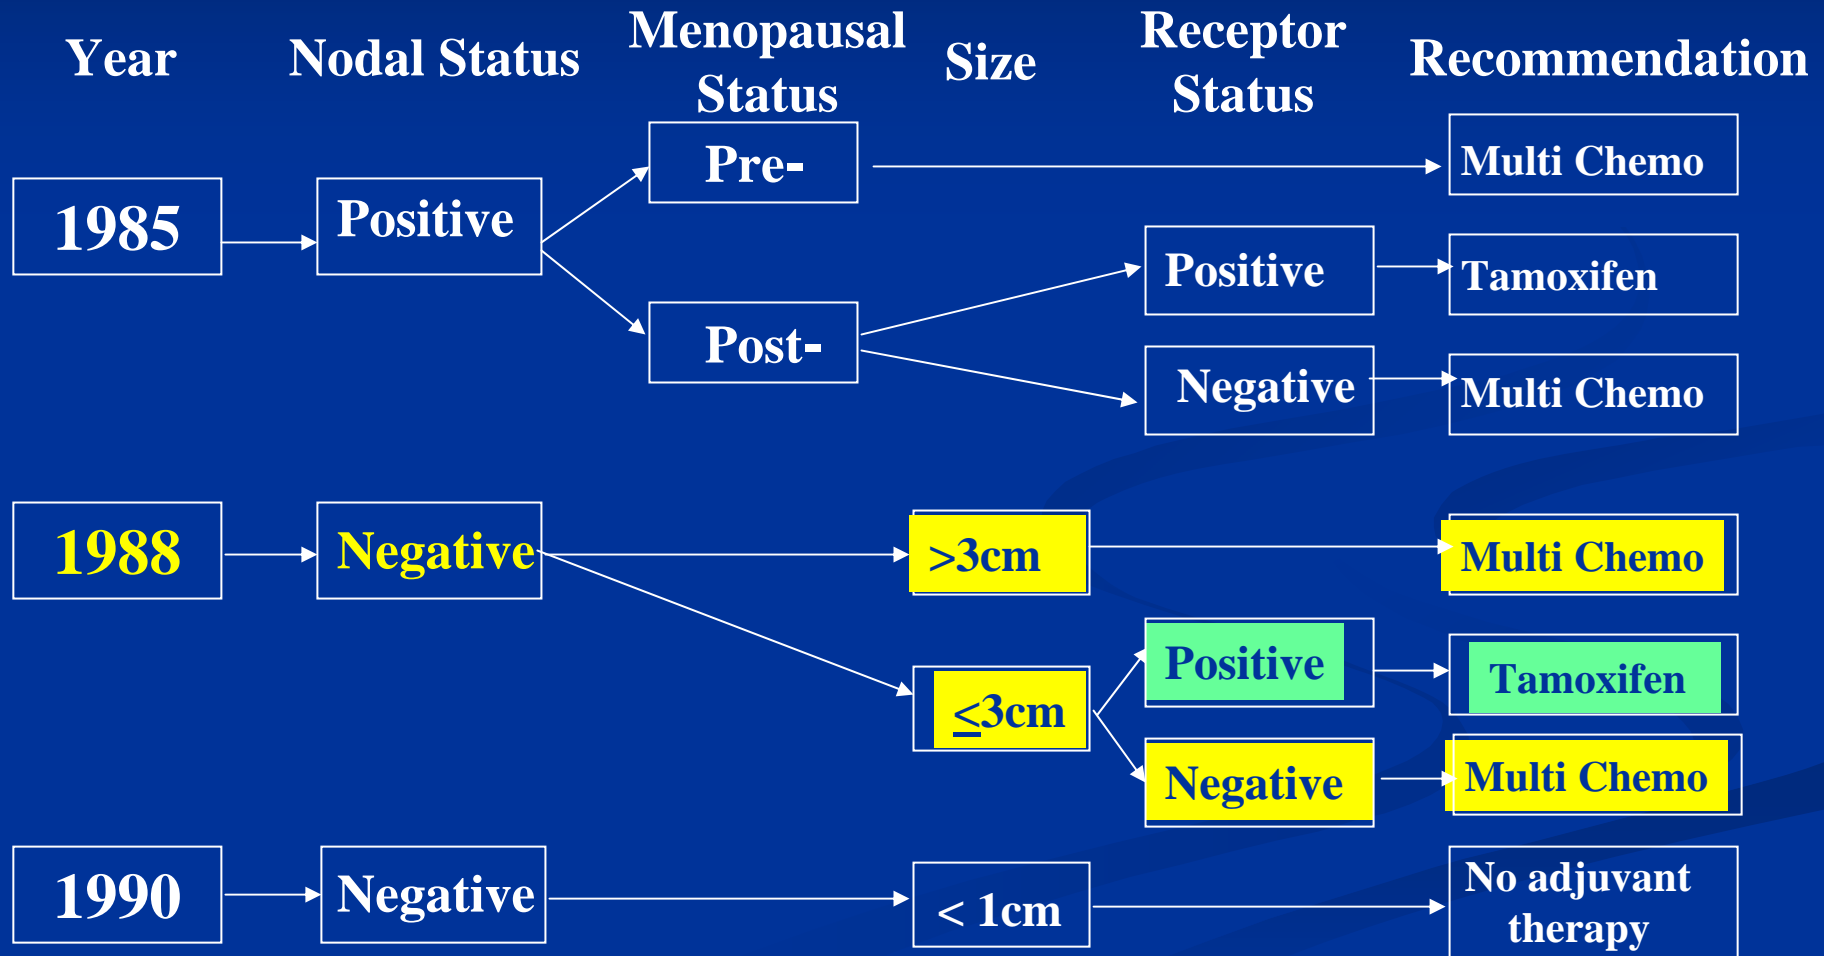 Year Nodal Status Menopausal Status Size Receptor Status Recommendation
Pre- Multi Chemo
1985 Positive
Positive Tamoxifen
Post-
Negative Multi Chemo
1988 Negative >3cm Multi Chemo
Positive Tamoxifen
≤3cm
Negative Multi Chemo
1990 Negative < 1cm No adjuvant
therapy